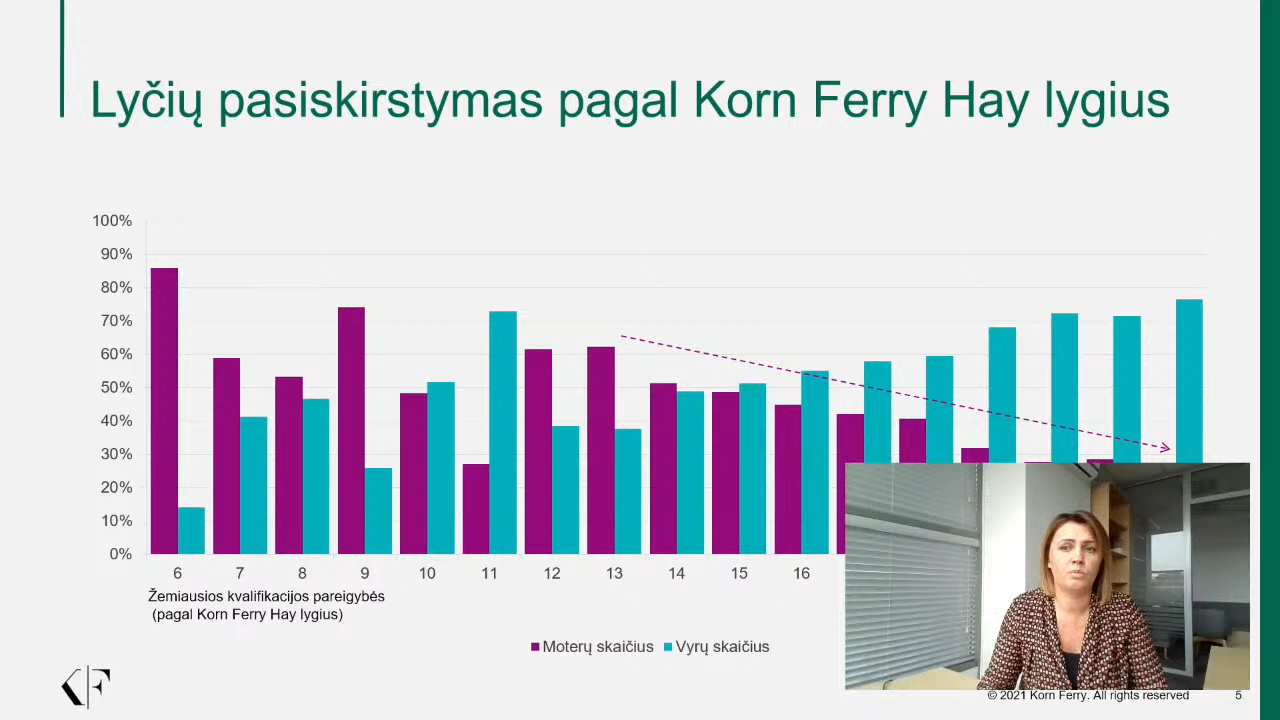 Lyčių pasiskirstymas pagal Korn Ferry Hay lygius
100%
90%
80%
70%
60%
50%
40%
30%
20%
10%
0%
6 7 8 9 10 11 12 13 14 15 16
Žemiausios kvalifikacijos pareigybės
(pagal Korn Ferry Hay lygius)
Moterų skaičius Vyrų skaičius
KF
© 2021 Korn Ferry. All rights reserved 5